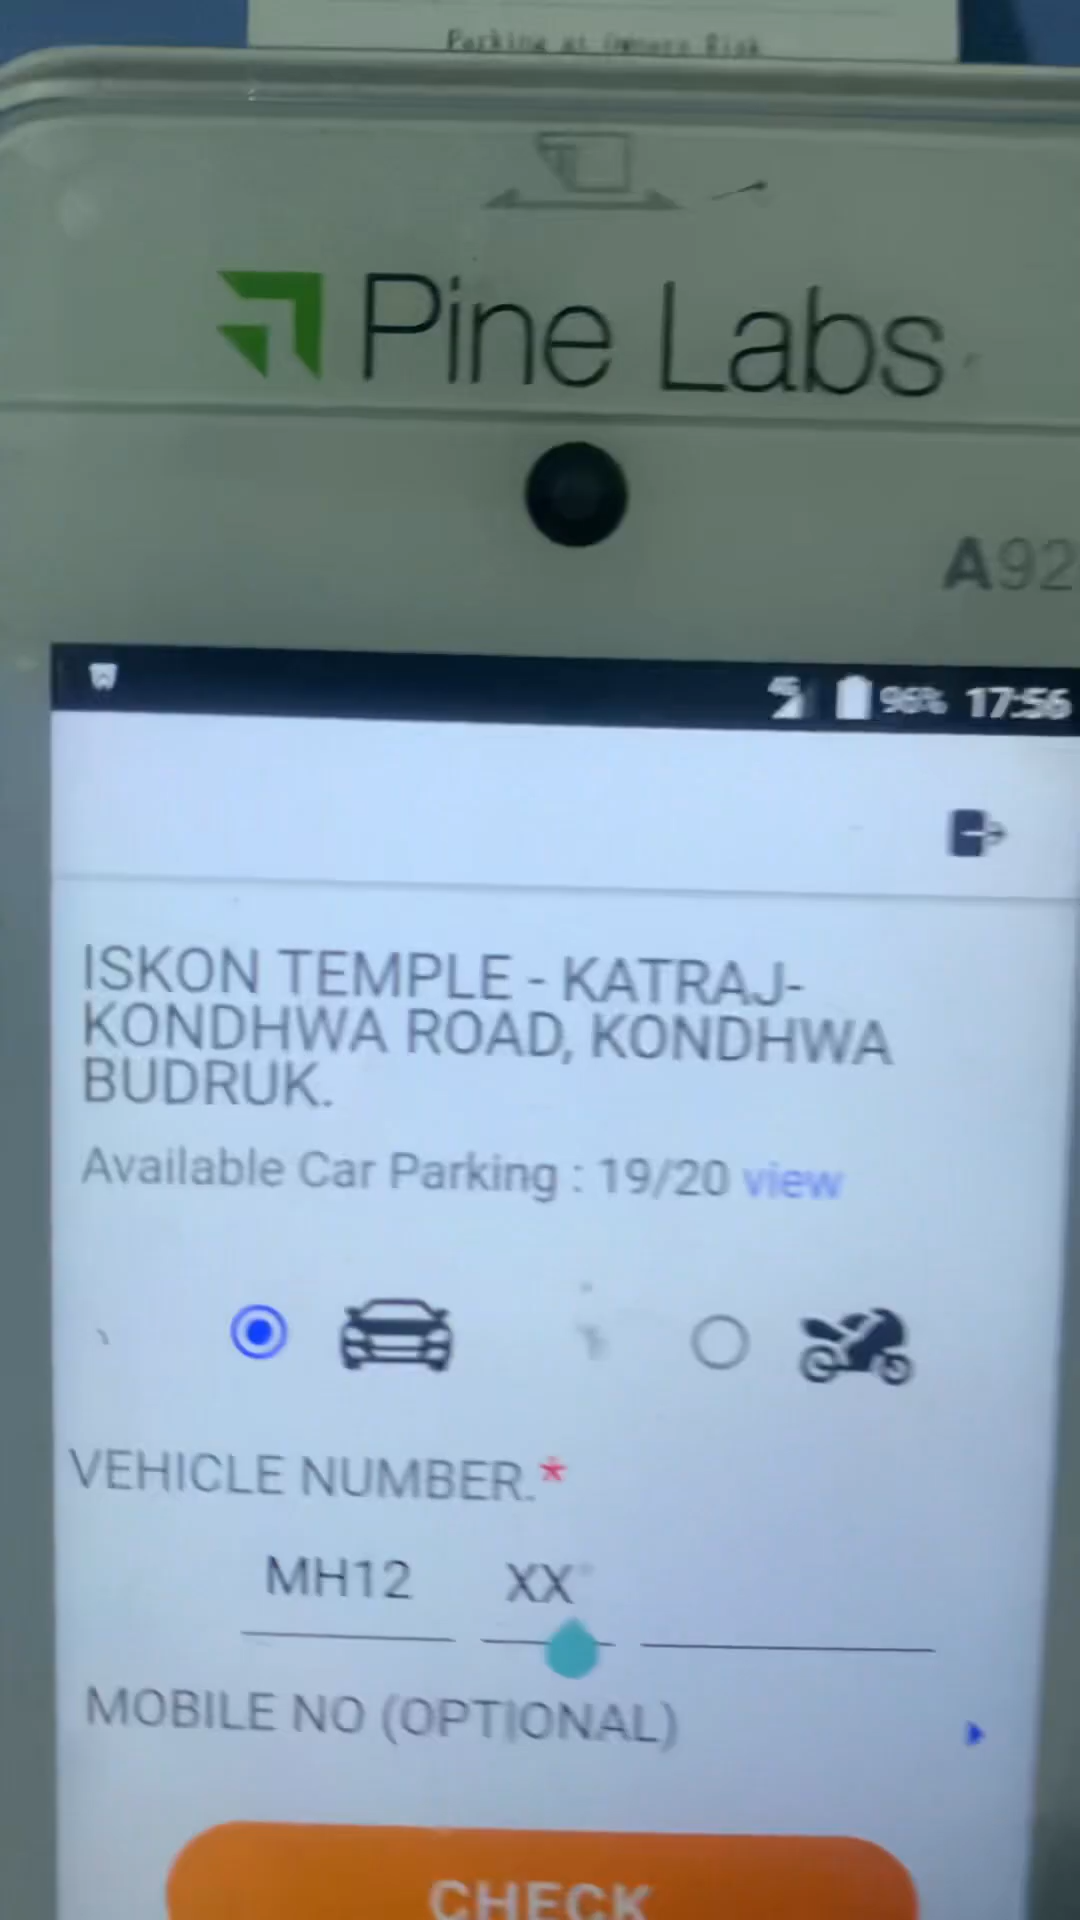 Parking at Owners Risk
Pine Labs
A92
4G 96% 17:56
ISKON TEMPLE - KATRAJ-
KONDHWA ROAD, KONDHWA
BUDRUK.
Available Car Parking : 19/20 view
VEHICLE NUMBER.*
MH12 XX
MOBILE NO (OPTIONAL)
CHECK